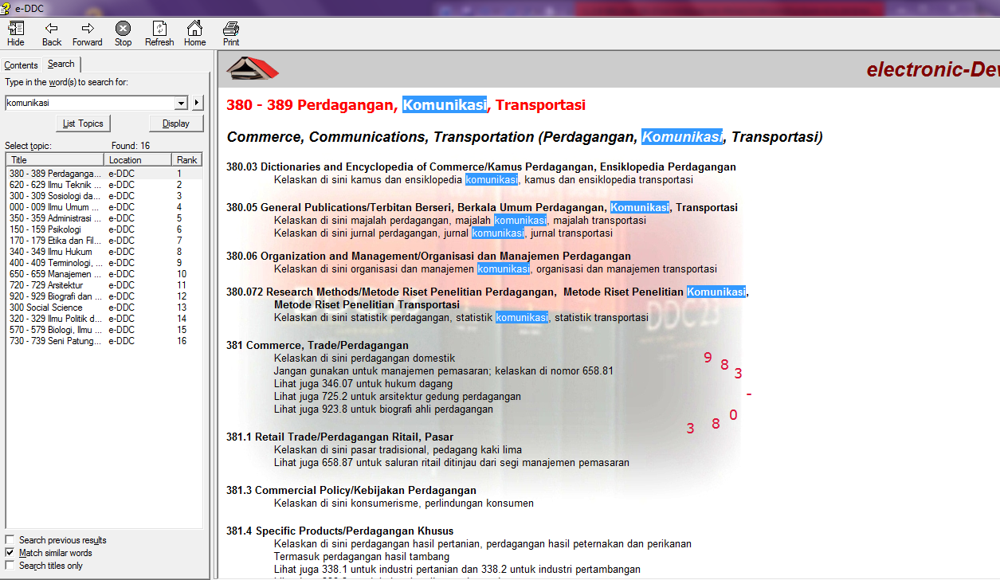 e-DDC
Hide Back Forward Stop Refresh Home Print
Contents Search
Type in the word(s) to search for:
komunikasi
List Topics Display
Select topic: Found: 16
Title Location Rank
380 - 389 Perdaganga... e-DDC 1
620 - 629 Ilmu Teknik ... e-DDC 2
300 - 309 Sosiologi da... e-DDC 3
000 - 009 Ilmu Umum ... e-DDC 4
350 - 359 Administrasi ... e-DDC 5
150 - 159 Psikologi e-DDC 6
170 - 179 Etika dan Fil... e-DDC 7
340 - 349 Ilmu Hukum e-DDC 8
400 - 409 Terminologi, ... e-DDC 9
650 - 659 Manajemen ... e-DDC 10
720 - 729 Arsitektur e-DDC 11
920 - 929 Biografi dan ... e-DDC 12
300 Social Science e-DDC 13
320 - 329 Ilmu Politik d... e-DDC 14
570 - 579 Biologi, Ilmu ... e-DDC 15
730 - 739 Seni Patung... e-DDC 16
Search previous results
Match similar words
Search titles only
electronic-De
380 - 389 Perdagangan, Komunikasi, Transportasi
Commerce, Communications, Transportation (Perdagangan, Komunikasi, Transportasi)
380.03 Dictionaries and Encyclopedia of Commerce/Kamus Perdagangan, Ensiklopedia Perdagangan
Kelaskan di sini kamus dan ensiklopedia komunikasi, kamus dan ensiklopedia transportasi
380.05 General Publications/Terbitan Berseri, Berkala Umum Perdagangan, Komunikasi, Transportasi
Kelaskan di sini majalah perdagangan, majalah komunikasi, majalah transportasi
Kelaskan di sini jurnal perdagangan, jurnal komunikasi, jurnal transportasi
380.06 Organization and Management/Organisasi dan Manajemen Perdagangan
Kelaskan di sini organisasi dan manajemen komunikasi, organisasi dan manajemen transportasi
380.072 Research Methods/Metode Riset Penelitian Perdagangan, Metode Riset Penelitian Komunikasi,
Metode Riset Penelitian Transportasi
Kelaskan di sini statistik perdagangan, statistik komunikasi, statistik transportasi
DDC 23
381 Commerce, Trade/Perdagangan
Kelaskan di sini perdagangan domestik
Jangan gunakan untuk manajemen pemasaran; kelaskan di nomor 658.81
Lihat juga 346.07 untuk hukum dagang
Lihat juga 725.2 untuk arsitektur gedung perdagangan
Lihat juga 923.8 untuk biografi ahli perdagangan
9 8 3 - 0 8 3
381.1 Retail Trade/Perdagangan Ritail, Pasar
Kelaskan di sini pasar tradisional, pedagang kaki lima
Lihat juga 658.87 untuk saluran ritail ditinjau dari segi manajemen pemasaran
381.3 Commercial Policy/Kebijakan Perdagangan
Kelaskan di sini konsumerisme, perlindungan konsumen
381.4 Specific Products/Perdagangan Khusus
Kelaskan di sini perdagangan hasil pertanian, perdagangan hasil peternakan dan perikanan
Termasuk perdagangan hasil tambang
Lihat juga 338.1 untuk industri pertanian dan 338.2 untuk industri pertambangan